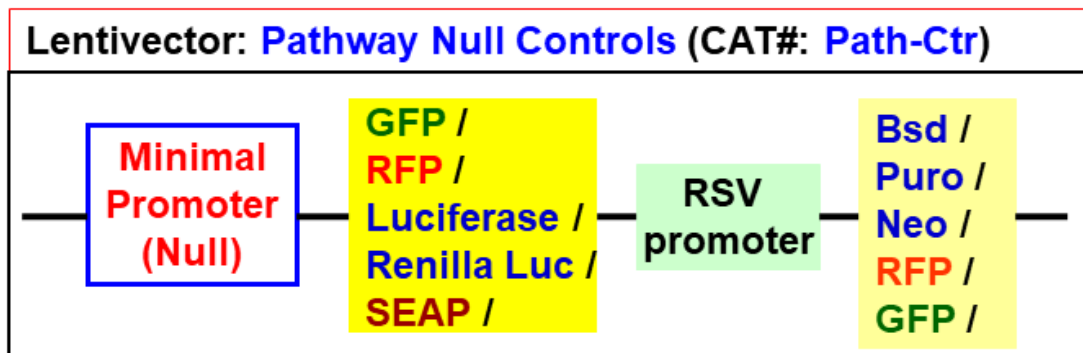 Lentivector: Pathway Null Controls (CAT#: Path-Ctr)
Minimal
Promoter
(Null)
GFP /
RFP /
Luciferase /
Renilla Luc /
SEAP /
RSV
promoter
Bsd /
Puro /
Neo /
RFP /
GFP /